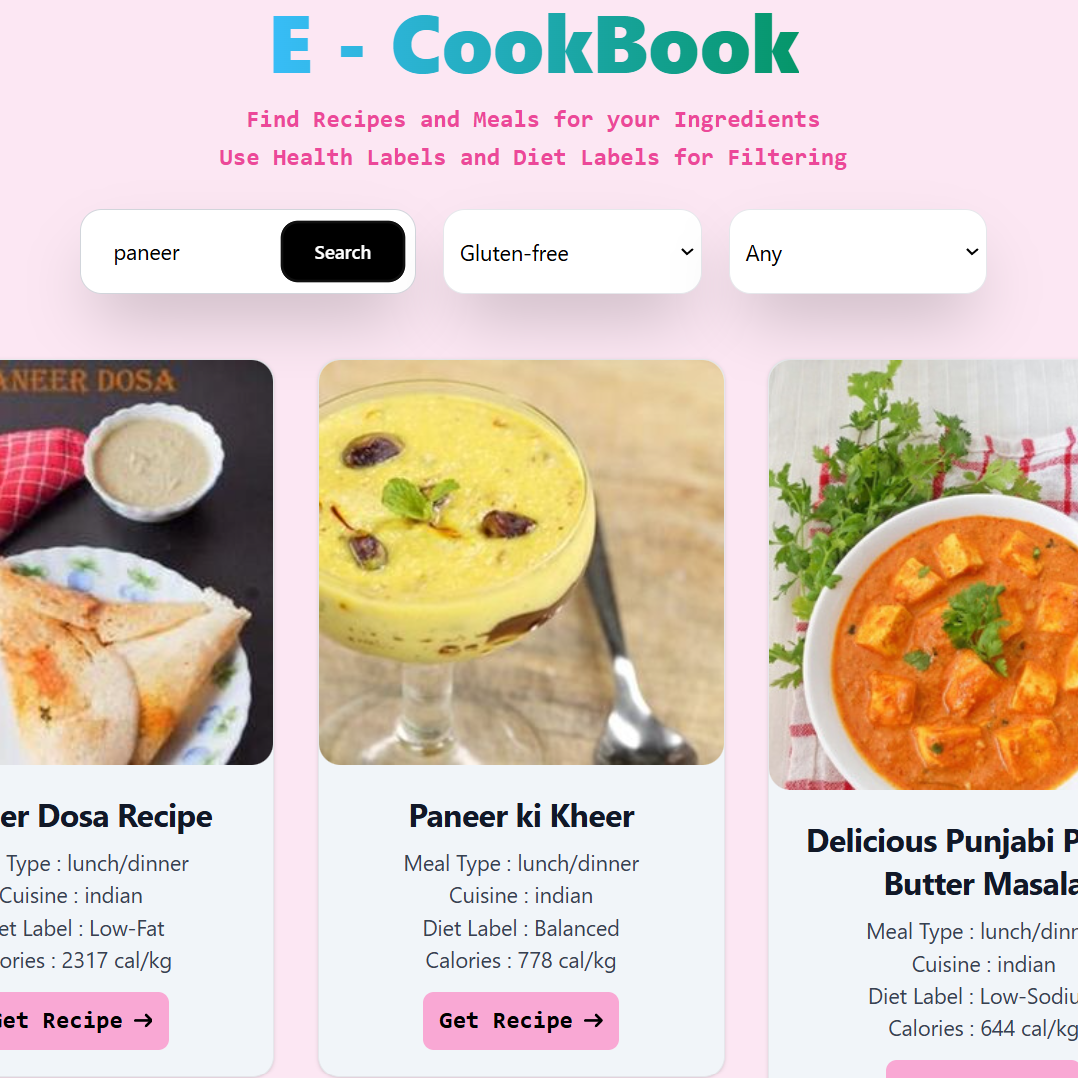 E - CookBook
Find Recipes and Meals for your Ingredients
Use Health Labels and Diet Labels for Filtering
paneer
Search
Gluten-free
Any
ANEER DOSA
er Dosa Recipe
Type : lunch/dinner
Cuisine : indian
et Label : Low-Fat
ories : 2317 cal/kg
Get Recipe →
Paneer ki Kheer
Meal Type : lunch/dinner
Cuisine : indian
Diet Label : Balanced
Calories : 778 cal/kg
Get Recipe →
Delicious Punjabi P
Butter Masala
Meal Type : lunch/dinn
Cuisine : indian
Diet Label : Low-Sodiu
Calories : 644 cal/kg